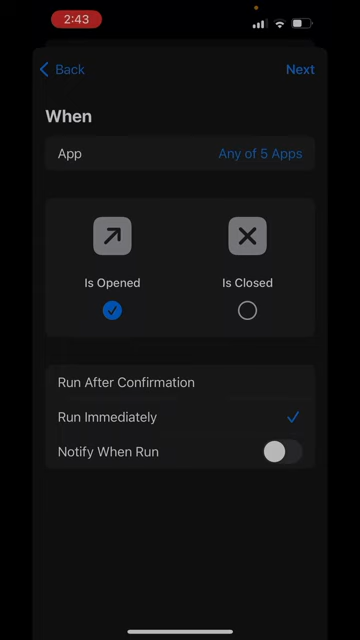 2:43
Back
Next
When
App
Any of 5 Apps
Is Opened
Is Closed
Run After Confirmation
Run Immediately
Notify When Run